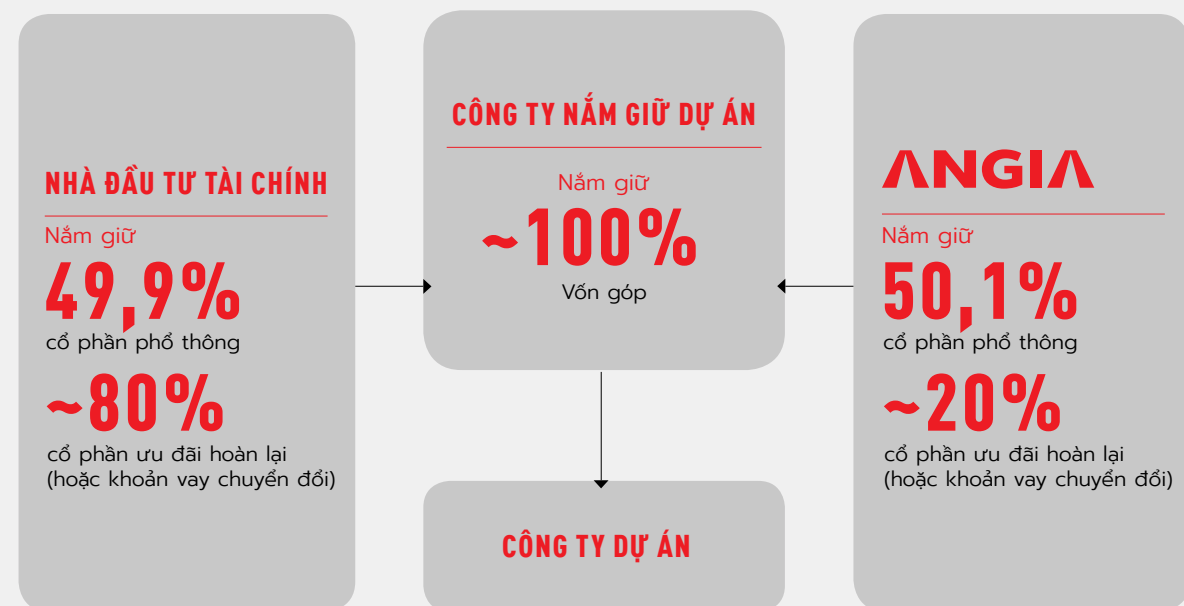 NHÀ ĐẦU TƯ TÀI CHÍNH
Nắm giữ
49,9%
cổ phần phổ thông
~80%
cổ phần ưu đãi hoàn lại
(hoặc khoản vay chuyển đổi)
CÔNG TY NẮM GIỮ DỰ ÁN
Nắm giữ
~100%
Vốn góp
CÔNG TY DỰ ÁN
ANGIA
Nắm giữ
50,1%
cổ phần phổ thông
~20%
cổ phần ưu đãi hoàn lại
(hoặc khoản vay chuyển đổi)